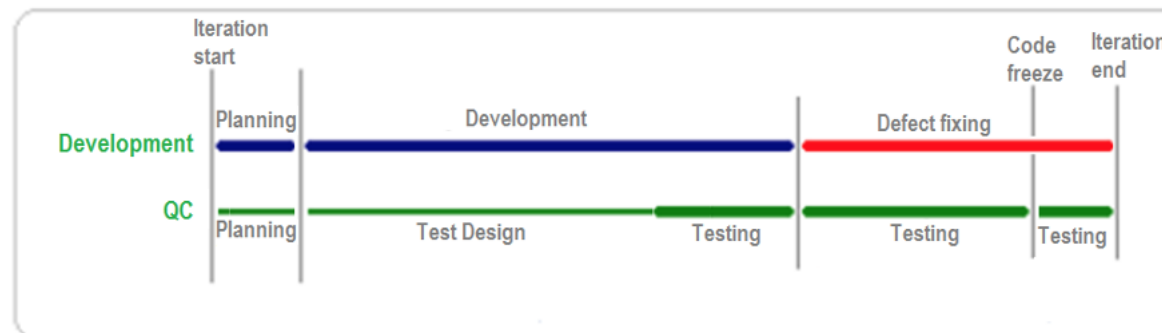 Iteration
start
Code
freeze
Iteration
end
Planning
Development
Defect fixing
Development
QC
Planning
Test Design
Testing
Testing
Testing